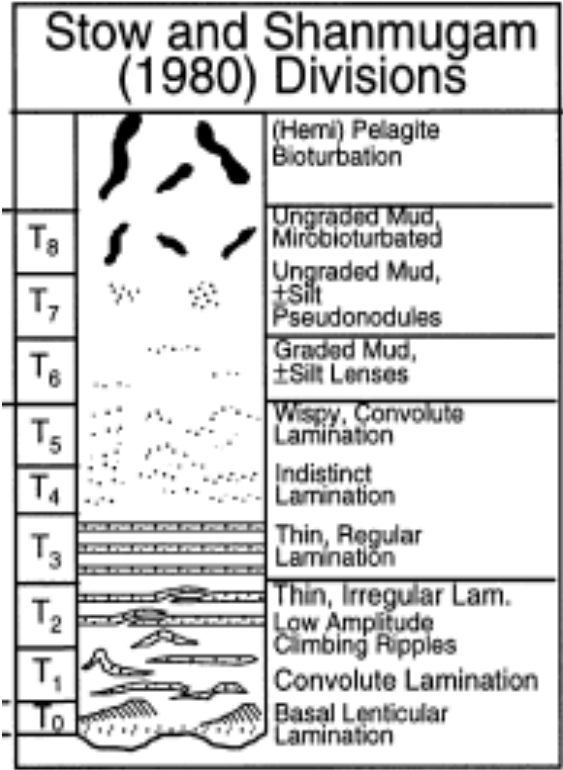 Stow and Shanmugam
(1980) Divisions
(Hemi) Pelagite
Bioturbation
T8
Ungraded Mud,
Mirobioturbated
T7
Ungraded Mud,
±Silt
Pseudonodules
T6
Graded Mud,
±Silt Lenses
T5
Wispy, Convolute
Lamination
T4
Indistinct
Lamination
T3
Thin, Regular
Lamination
T2
Thin, Irregular Lam.
Low Amplitude
Climbing Ripples
T1
Convolute Lamination
T0
Basal Lenticular
Lamination